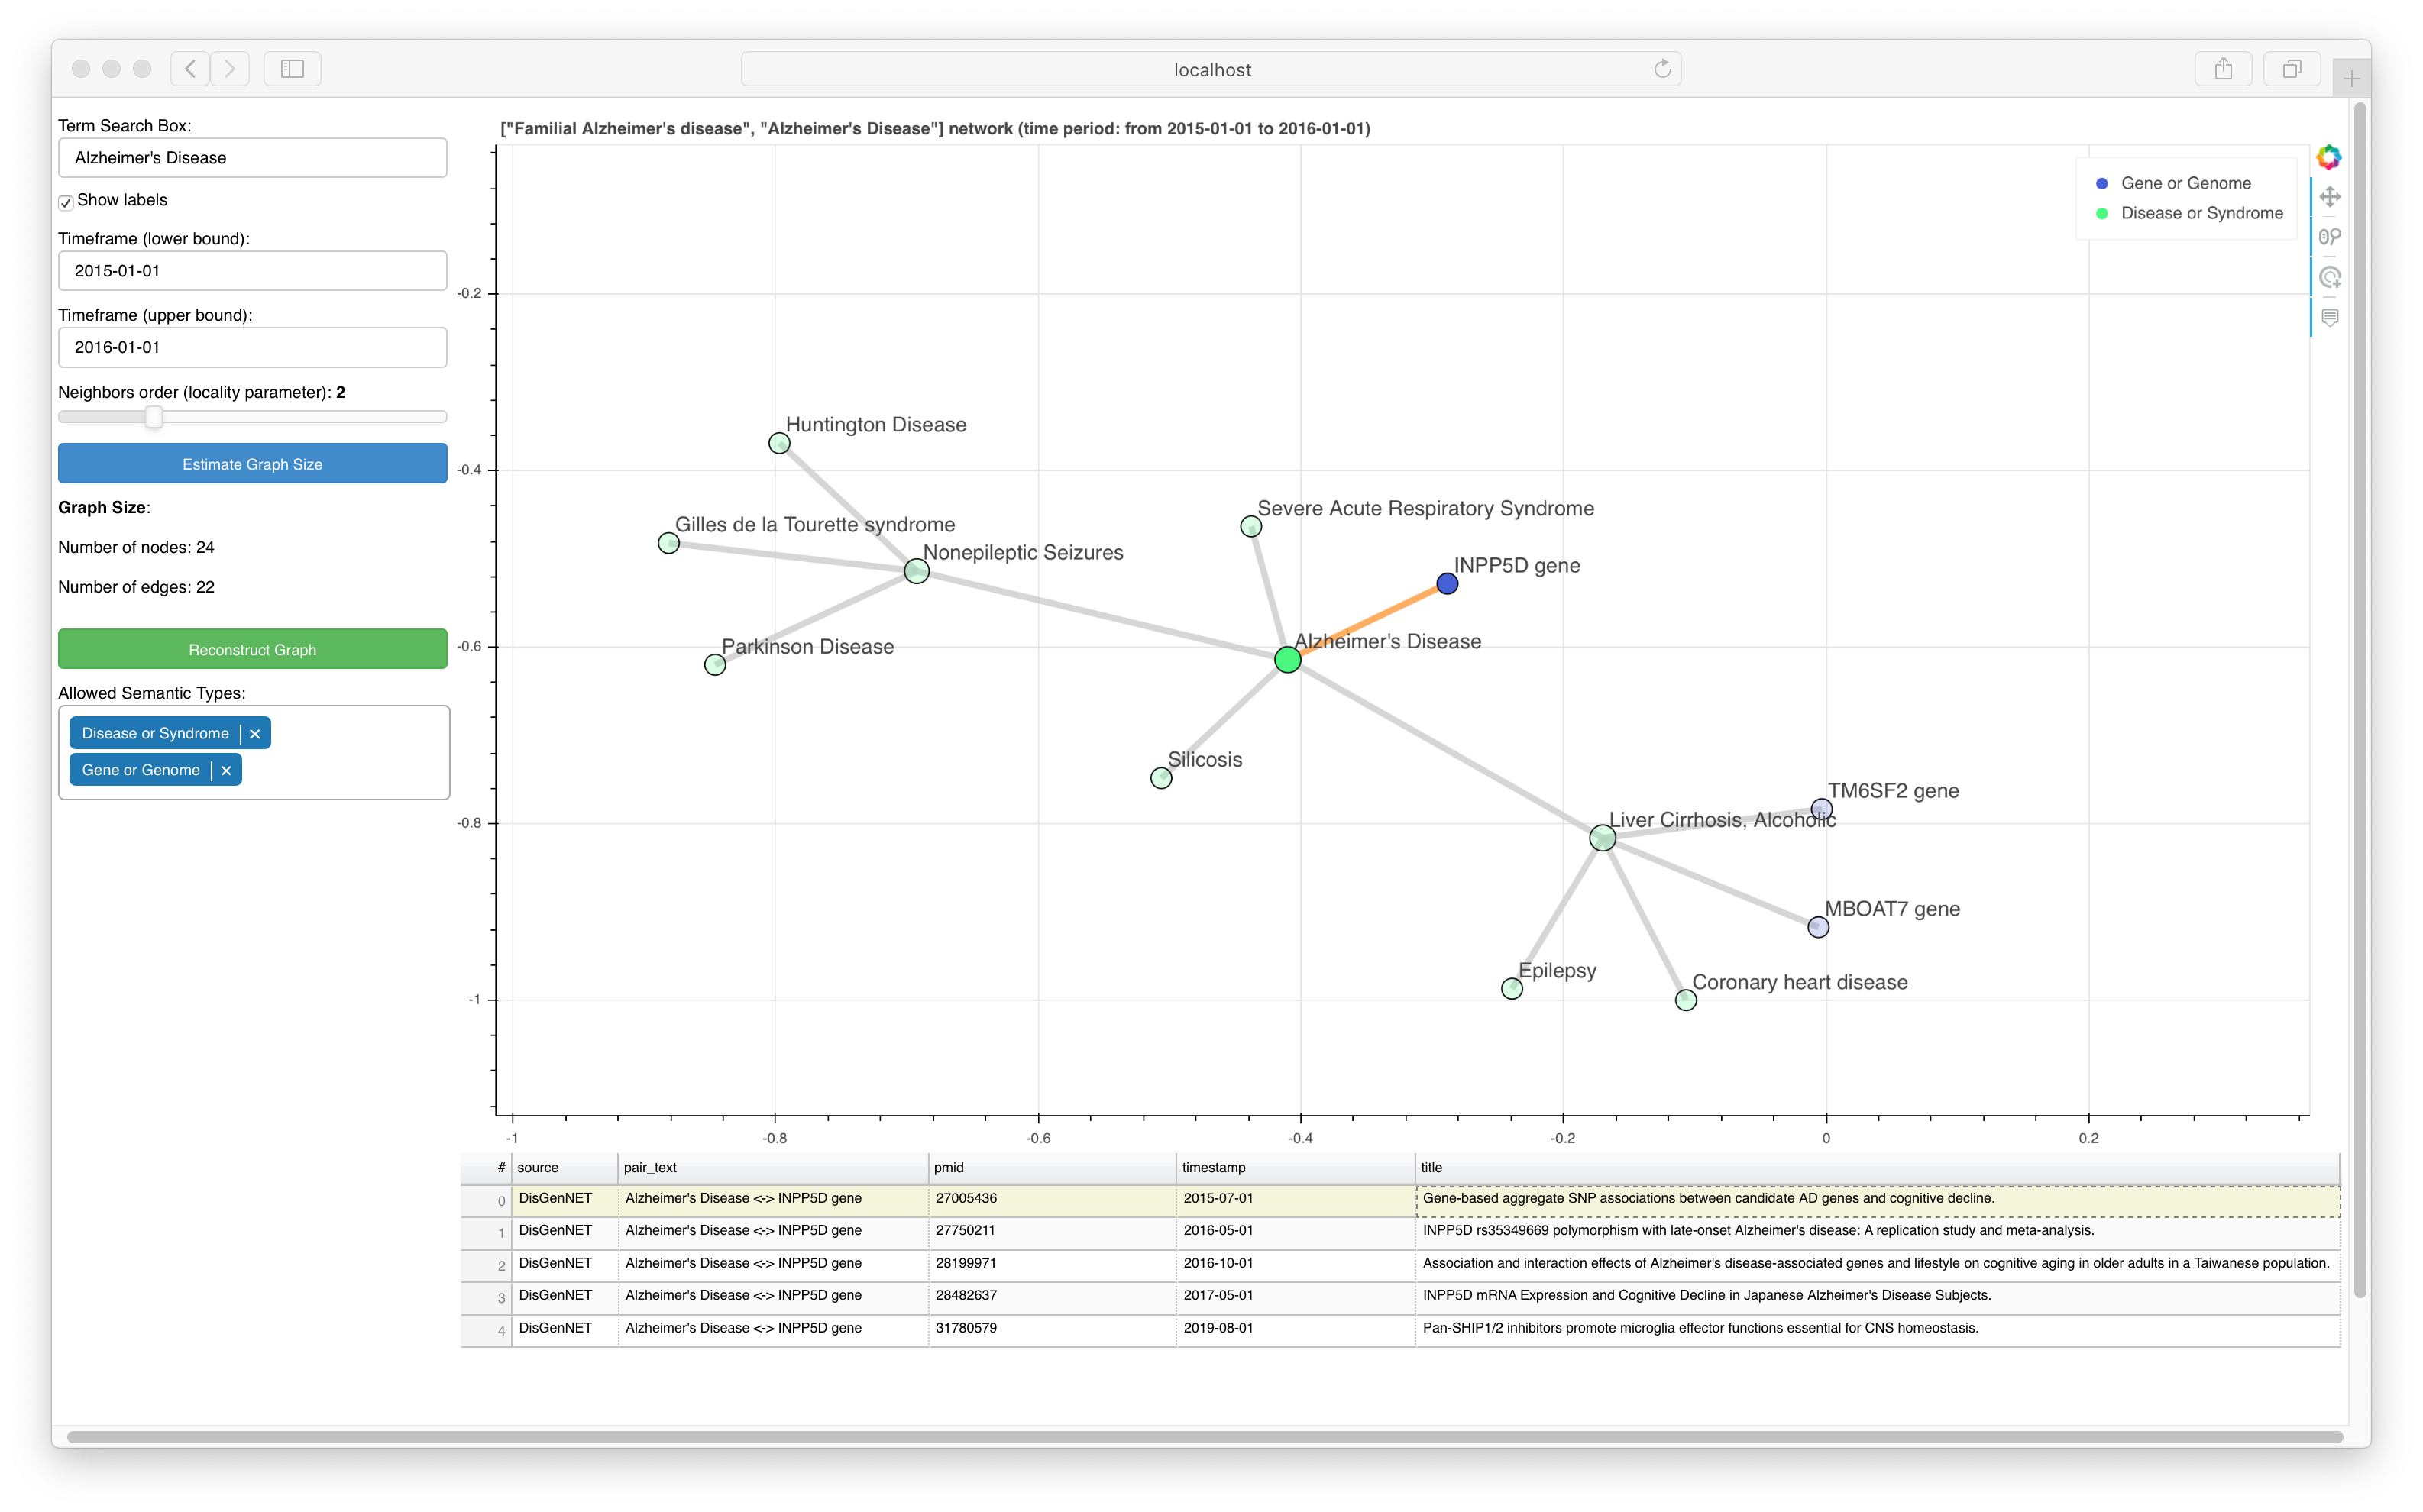 localhost
Term Search Box:
Alzheimer's Disease
Show labels
Timeframe (lower bound):
2015-01-01
Timeframe (upper bound):
2016-01-01
Neighbors order (locality parameter): 2
Estimate Graph Size
Graph Size:
Number of nodes: 24
Number of edges: 22
Reconstruct Graph
Allowed Semantic Types:
Disease or Syndrome | ×
Gene or Genome | ×
["Familial Alzheimer's disease", "Alzheimer's Disease"] network (time period: from 2015-01-01 to 2016-01-01)
Gene or Genome
Disease or Syndrome
-0.2
-0.4
-0.6
-0.8
-1
Huntington Disease
Gilles de la Tourette syndrome
Nonepileptic Seizures
Parkinson Disease
Severe Acute Respiratory Syndrome
INPP5D gene
Alzheimer's Disease
Silicosis
TM6SF2 gene
Liver Cirrhosis, Alcoholic
MBOAT7 gene
Epilepsy
Coronary heart disease
-1 -0.8 -0.6 -0.4 -0.2 0 0.2
# source pair_text pmid timestamp title
0 DisGenNET Alzheimer's Disease <-> INPP5D gene 27005436 2015-07-01 Gene-based aggregate SNP associations between candidate AD genes and cognitive decline.
1 DisGenNET Alzheimer's Disease <-> INPP5D gene 27750211 2016-05-01 INPP5D rs35349669 polymorphism with late-onset Alzheimer's disease: A replication study and meta-analysis.
2 DisGenNET Alzheimer's Disease <-> INPP5D gene 28199971 2016-10-01 Association and interaction effects of Alzheimer's disease-associated genes and lifestyle on cognitive aging in older adults in a Taiwanese population.
3 DisGenNET Alzheimer's Disease <-> INPP5D gene 28482637 2017-05-01 INPP5D mRNA Expression and Cognitive Decline in Japanese Alzheimer's Disease Subjects.
4 DisGenNET Alzheimer's Disease <-> INPP5D gene 31780579 2019-08-01 Pan-SHIP1/2 inhibitors promote microglia effector functions essential for CNS homeostasis.